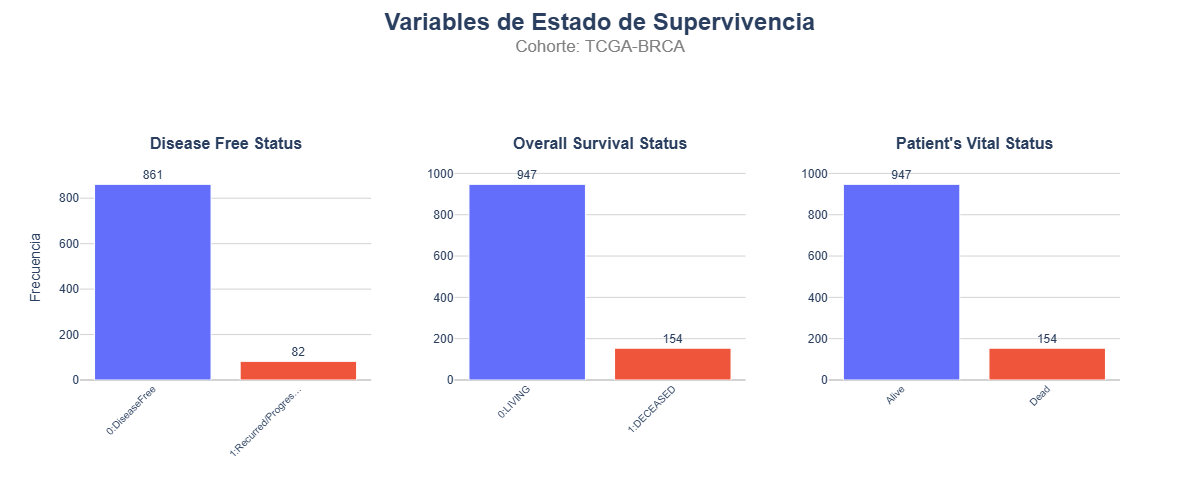 Variables de Estado de Supervivencia
Cohorte: TCGA-BRCA
Disease Free Status
Overall Survival Status
Patient's Vital Status
Frecuencia
861
82
800
600
400
200
0
0:DiseaseFree
1:Recurred/Progres…
947
154
1000
800
600
400
200
0
0:LIVING
1:DECEASED
947
154
1000
800
600
400
200
0
Alive
Dead